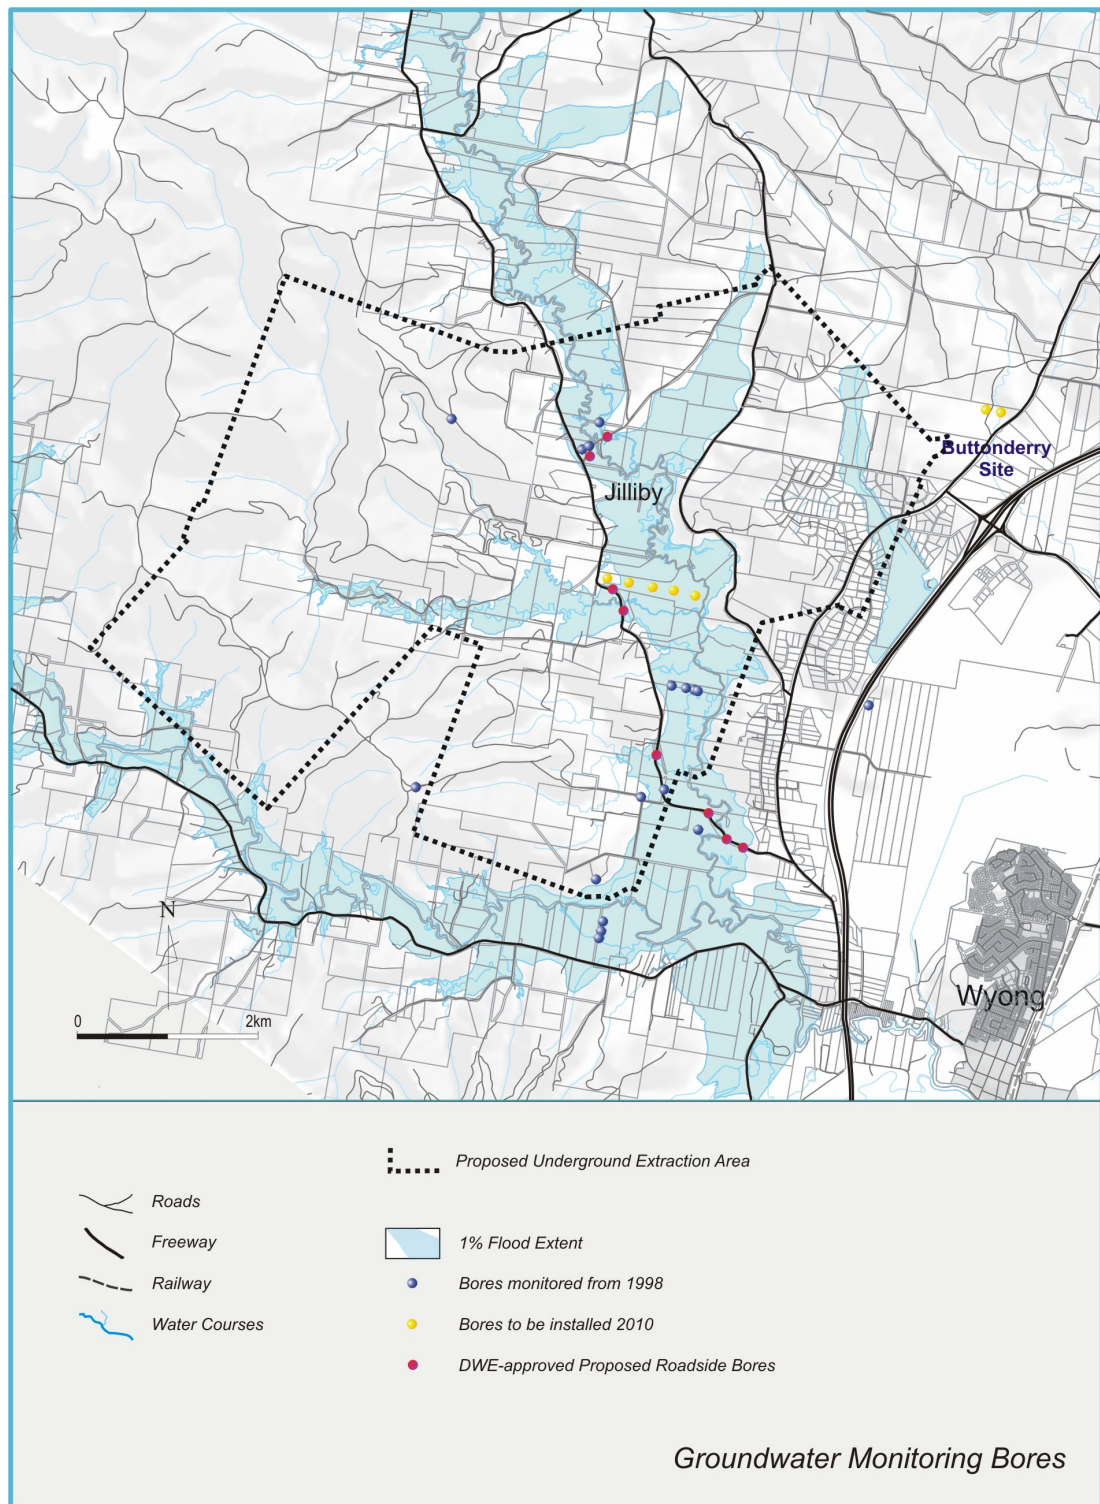 Jilliby
Buttonderry
Site
N
Wyong
0 2km
Proposed Underground Extraction Area
Roads
Freeway
1% Flood Extent
Railway
Bores monitored from 1998
Water Courses
Bores to be installed 2010
DWE-approved Proposed Roadside Bores
Groundwater Monitoring Bores